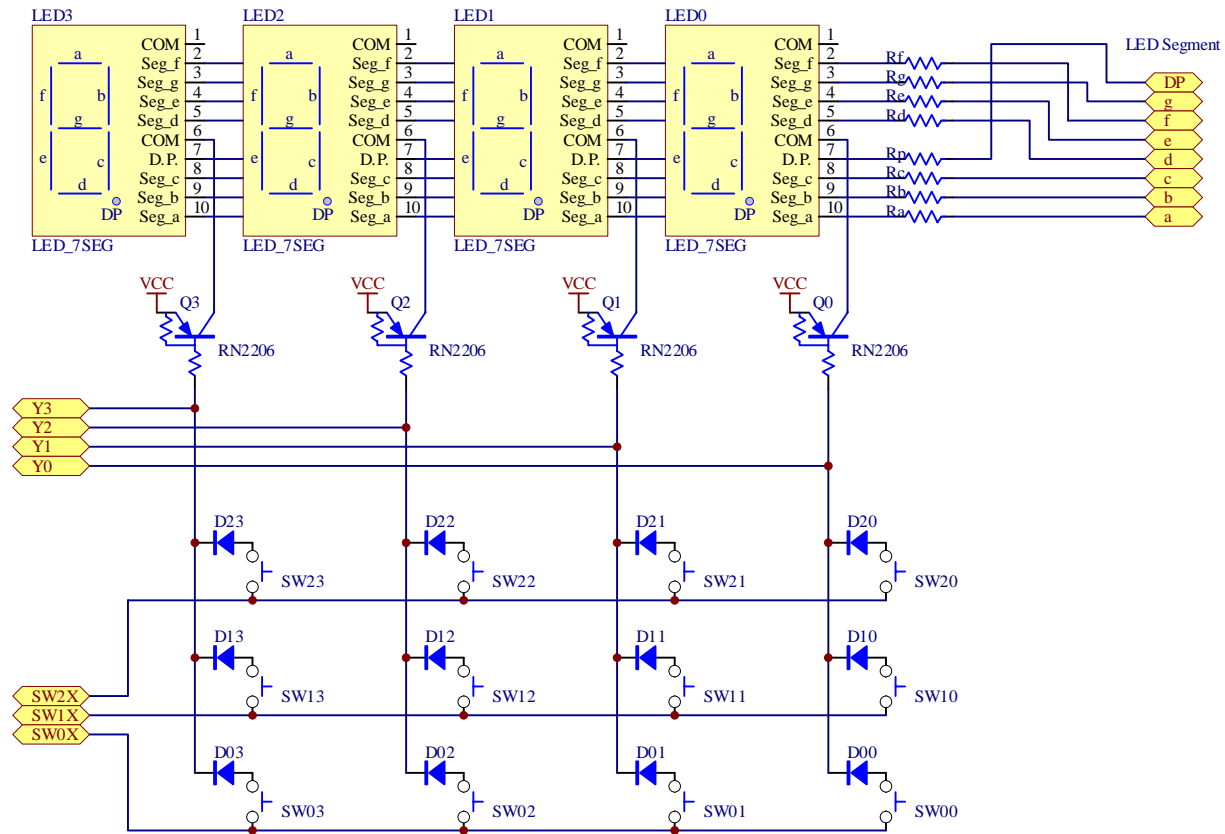 LED3 LED2 LED1 LED0
COM 1 COM 1 COM 1 COM 1 LED Segment
a Seg_f 2 a Seg_f 2 a Seg_f 2 a Seg_f 2 Rf
Seg_g 3 Seg_g 3 Seg_g 3 Seg_g 3 Rg DP
f b Seg_e 4 f b Seg_e 4 f b Seg_e 4 f b Seg_e 4 Re g
g Seg_d 5 g Seg_d 5 g Seg_d 5 g Seg_d 5 Rd f
COM 6 COM 6 COM 6 COM 6 e
e c D.P. 7 e c D.P. 7 e c D.P. 7 e c D.P. 7 Rp d
d Seg_c 8 d Seg_c 8 d Seg_c 8 d Seg_c 8 Rc c
Seg_b 9 Seg_b 9 Seg_b 9 Seg_b 9 Rb b
DP Seg_a 10 DP Seg_a 10 DP Seg_a 10 DP Seg_a 10 Ra a
LED_7SEG LED_7SEG LED_7SEG LED_7SEG
VCC VCC VCC VCC
Q3 Q2 Q1 Q0
RN2206 RN2206 RN2206 RN2206
Y3
Y2
Y1
Y0
D23 D22 D21 D20
SW23 SW22 SW21 SW20
D13 D12 D11 D10
SW2X SW13 SW12 SW11 SW10
SW1X
SW0X
D03 D02 D01 D00
SW03 SW02 SW01 SW00